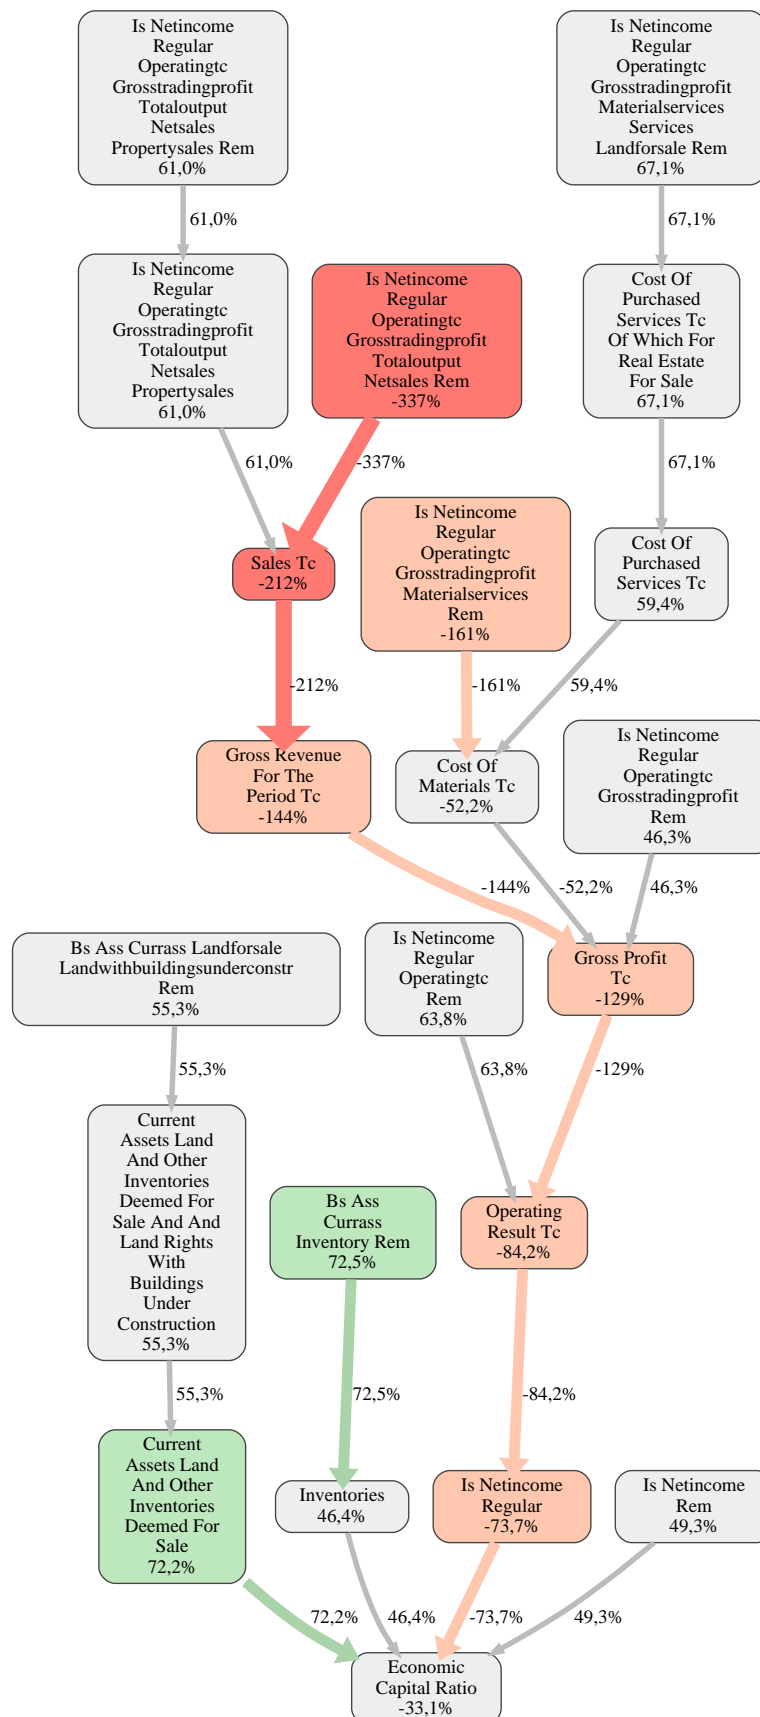 Is Netincome
Regular
Operatingtc
Grosstradingprofit
Totaloutput
Netsales
Propertysales Rem
61,0%
Is Netincome
Regular
Operatingtc
Grosstradingprofit
Materialservices
Services
Landforsale Rem
67,1%
61,0%
67,1%
Is Netincome
Regular
Operatingtc
Grosstradingprofit
Totaloutput
Netsales
Propertysales
61,0%
Is Netincome
Regular
Operatingtc
Grosstradingprofit
Totaloutput
Netsales Rem
-337%
Cost Of
Purchased
Services Tc
Of Which For
Real Estate
For Sale
67,1%
61,0%
-337%
67,1%
Is Netincome
Regular
Operatingtc
Grosstradingprofit
Materialservices
Rem
-161%
Sales Tc
-212%
Cost Of
Purchased
Services Tc
59,4%
-212%
-161%
59,4%
Gross Revenue
For The
Period Tc
-144%
Cost Of
Materials Tc
-52,2%
Is Netincome
Regular
Operatingtc
Grosstradingprofit
Rem
46,3%
-144%
-52,2%
46,3%
Bs Ass Currass Landforsale
Landwithbuildingsunderconstr
Rem
55,3%
Is Netincome
Regular
Operatingtc
Rem
63,8%
Gross Profit
Tc
-129%
55,3%
63,8%
-129%
Current
Assets Land
And Other
Inventories
Deemed For
Sale And And
Land Rights
With
Buildings
Under
Construction
55,3%
Bs Ass
Currass
Inventory Rem
72,5%
Operating
Result Tc
-84,2%
55,3%
72,5%
-84,2%
Current
Assets Land
And Other
Inventories
Deemed For
Sale
72,2%
Inventories
46,4%
Is Netincome
Regular
-73,7%
Is Netincome
Rem
49,3%
72,2%
46,4%
-73,7%
49,3%
Economic
Capital Ratio
-33,1%